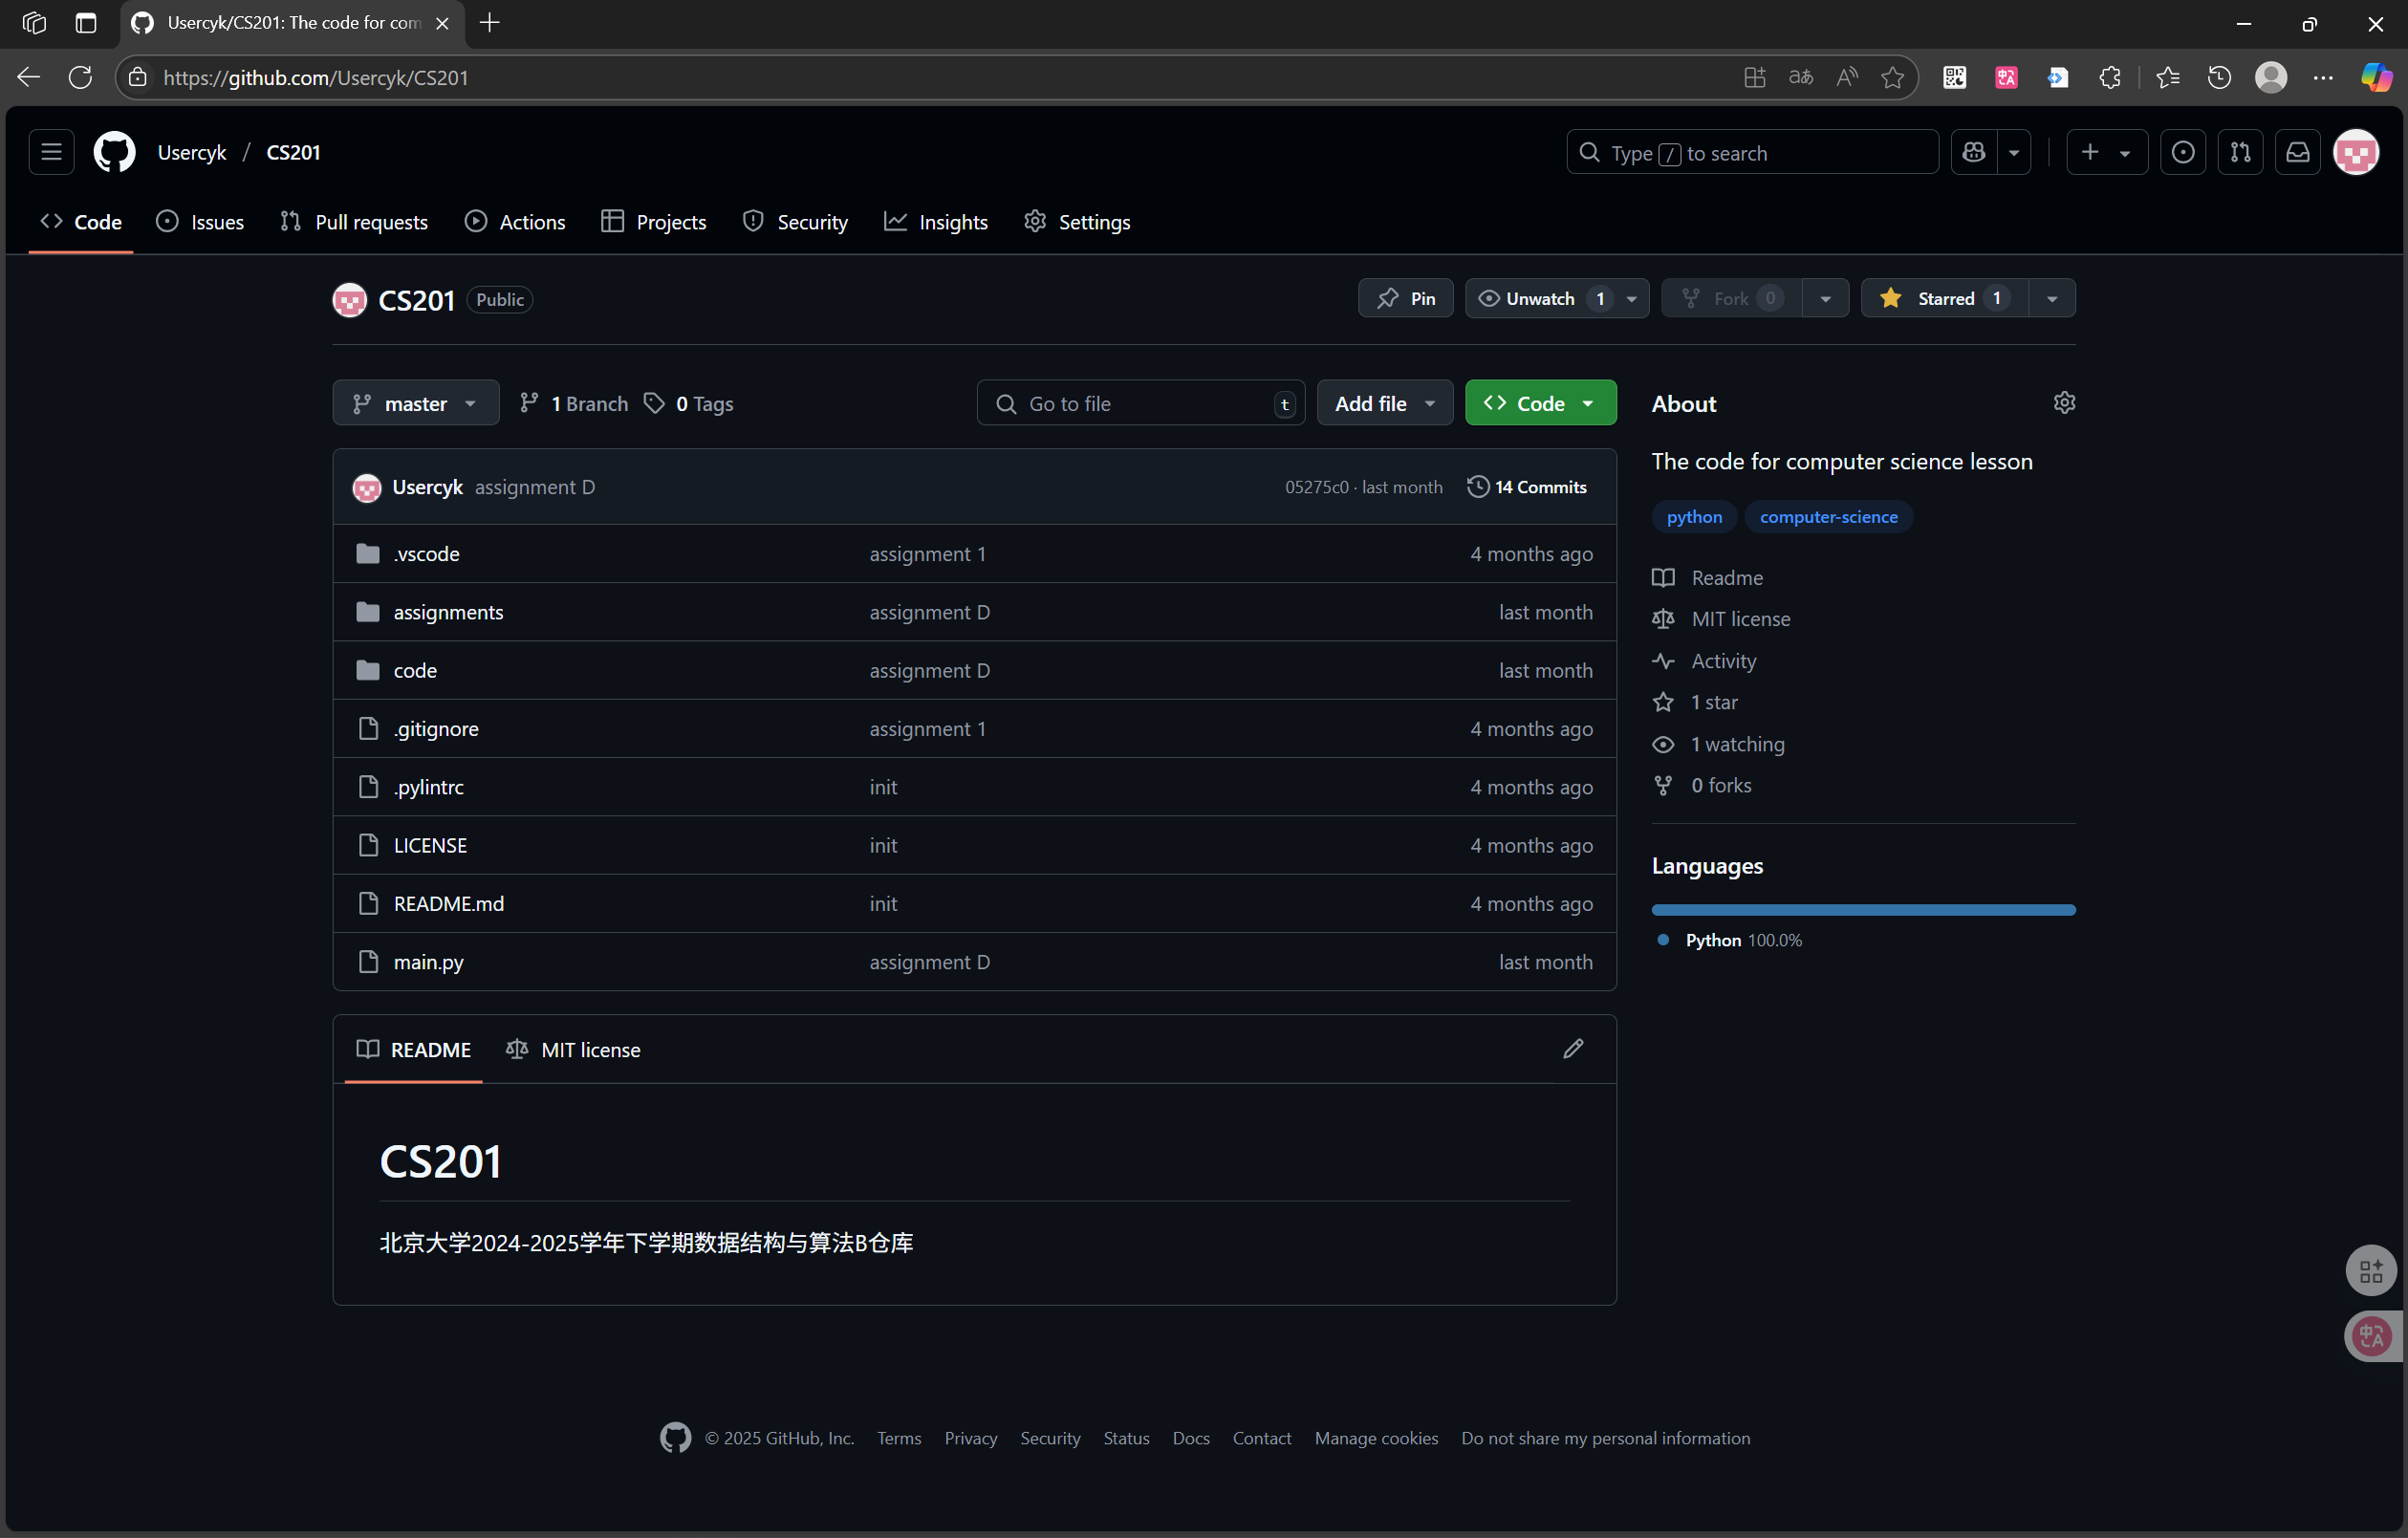 Usercyk/CS201: The code for com
https://github.com/Usercyk/CS201
Usercyk / CS201
Type / to search
Code Issues Pull requests Actions Projects Security Insights Settings
CS201 Public
Pin Unwatch 1 Fork 0 Starred 1
master 1 Branch 0 Tags
Go to file t Add file Code
Usercyk assignment D 05275c0 · last month 14 Commits
.vscode assignment 1 4 months ago
assignments assignment D last month
code assignment D last month
.gitignore assignment 1 4 months ago
.pylintrc init 4 months ago
LICENSE init 4 months ago
README.md init 4 months ago
main.py assignment D last month
README MIT license
CS201
北京大学2024-2025学年下学期数据结构与算法B仓库
About
The code for computer science lesson
python computer-science
Readme
MIT license
Activity
1 star
1 watching
0 forks
Languages
Python 100.0%
© 2025 GitHub, Inc. Terms Privacy Security Status Docs Contact Manage cookies Do not share my personal information